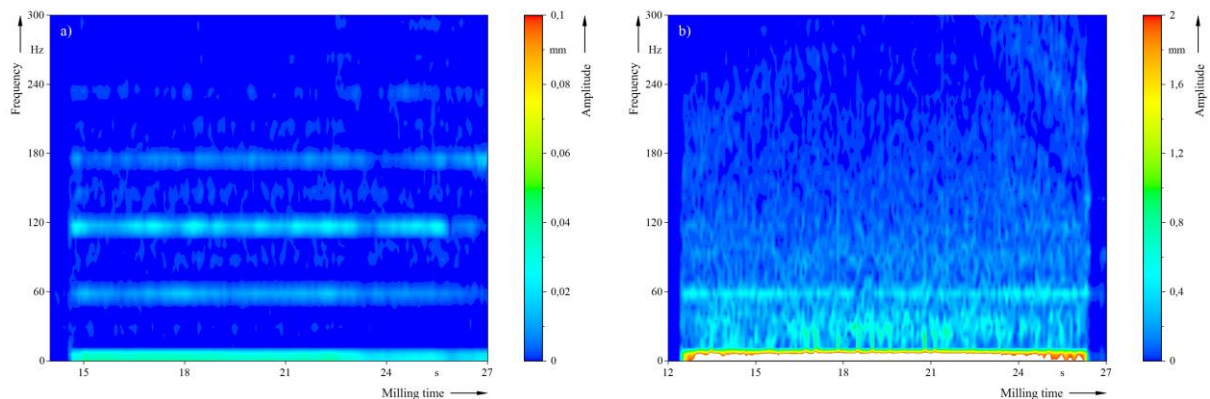 300
Hz
240
180
120
60
0
Frequency
a)
15
18
21
24
s
27
Milling time
0,1
mm
0,08
0,06
0,04
0,02
0
Amplitude
300
Hz
240
180
120
60
0
Frequency
b)
12
15
18
21
24
s
27
Milling time
2
mm
1,6
1,2
0,8
0,4
0
Amplitude